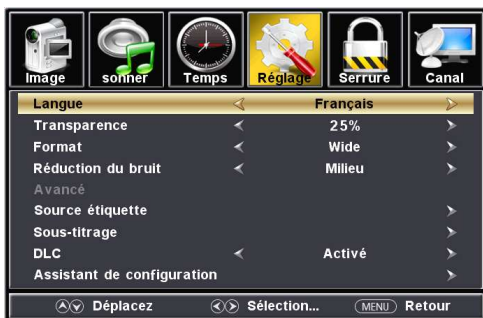 Image sonner Temps Réglage Serrure Canal
Langue Français
Transparence 25%
Format Wide
Réduction du bruit Milieu
Avancé
Source étiquette
Sous-titrage
DLC Activé
Assistant de configuration
Déplacez Sélection... MENU Retour